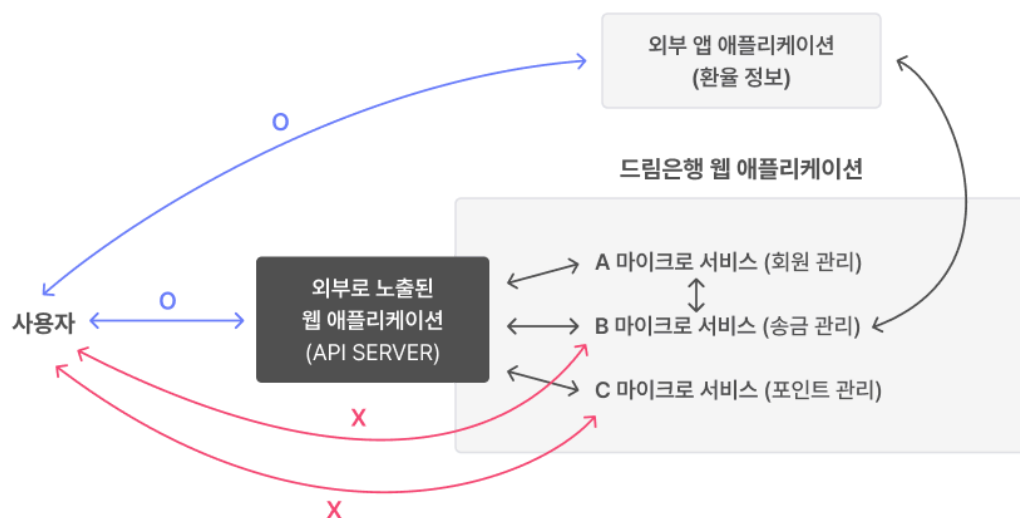 외부 앱 애플리케이션
(환율 정보)
O
드림은행 웹 애플리케이션
A 마이크로 서비스 (회원 관리)
외부로 노출된
웹 애플리케이션
(API SERVER)
O
사용자
B 마이크로 서비스 (송금 관리)
C 마이크로 서비스 (포인트 관리)
X
X